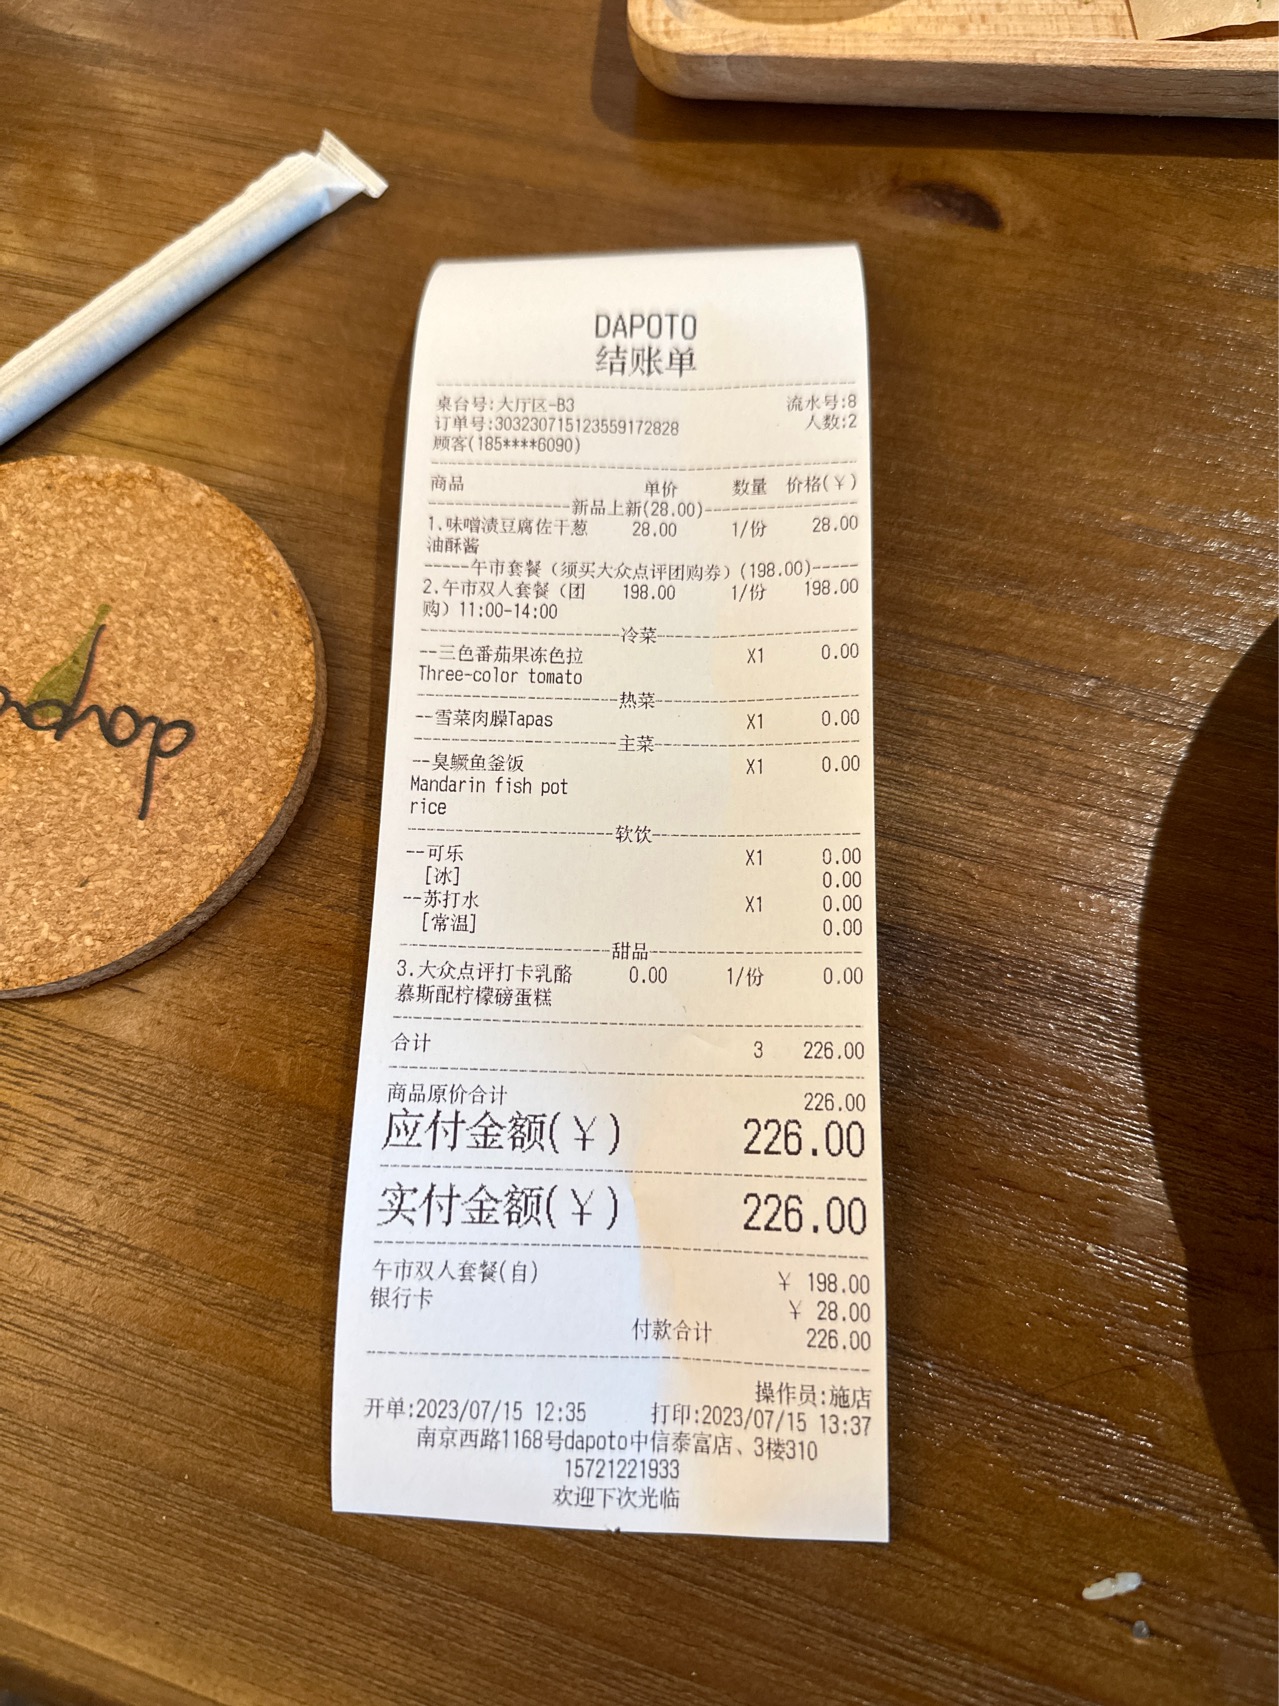 DAPOTO
结账单
桌台号:大厅区-B3 流水号:8
订单号:303230715123559172828 人数:2
顾客(185****6090)
商品 单价 数量 价格(¥)
新品上新(28.00)
1.味噌渍豆腐佐干葱 28.00 1/份 28.00
油酥酱
午市套餐（须买大众点评团购券）(198.00)
2.午市双人套餐（团 198.00 1/份 198.00
购）11:00-14:00
冷菜
--三色番茄果冻色拉 X1 0.00
Three-color tomato
热菜
--雪菜肉臊Tapas X1 0.00
主菜
--臭鳜鱼釜饭 X1 0.00
Mandarin fish pot
rice
软饮
--可乐 X1 0.00
[冰] 0.00
--苏打水 X1 0.00
[常温] 0.00
甜品
3.大众点评打卡乳酪 0.00 1/份 0.00
慕斯配柠檬磅蛋糕
合计 3 226.00
商品原价合计 226.00
应付金额(¥) 226.00
实付金额(¥) 226.00
午市双人套餐(自) ¥ 198.00
银行卡 ¥ 28.00
付款合计 226.00
操作员:施店
开单:2023/07/15 12:35 打印:2023/07/15 13:37
南京西路1168号dapoto中信泰富店、3楼310
15721221933
欢迎下次光临
dapo